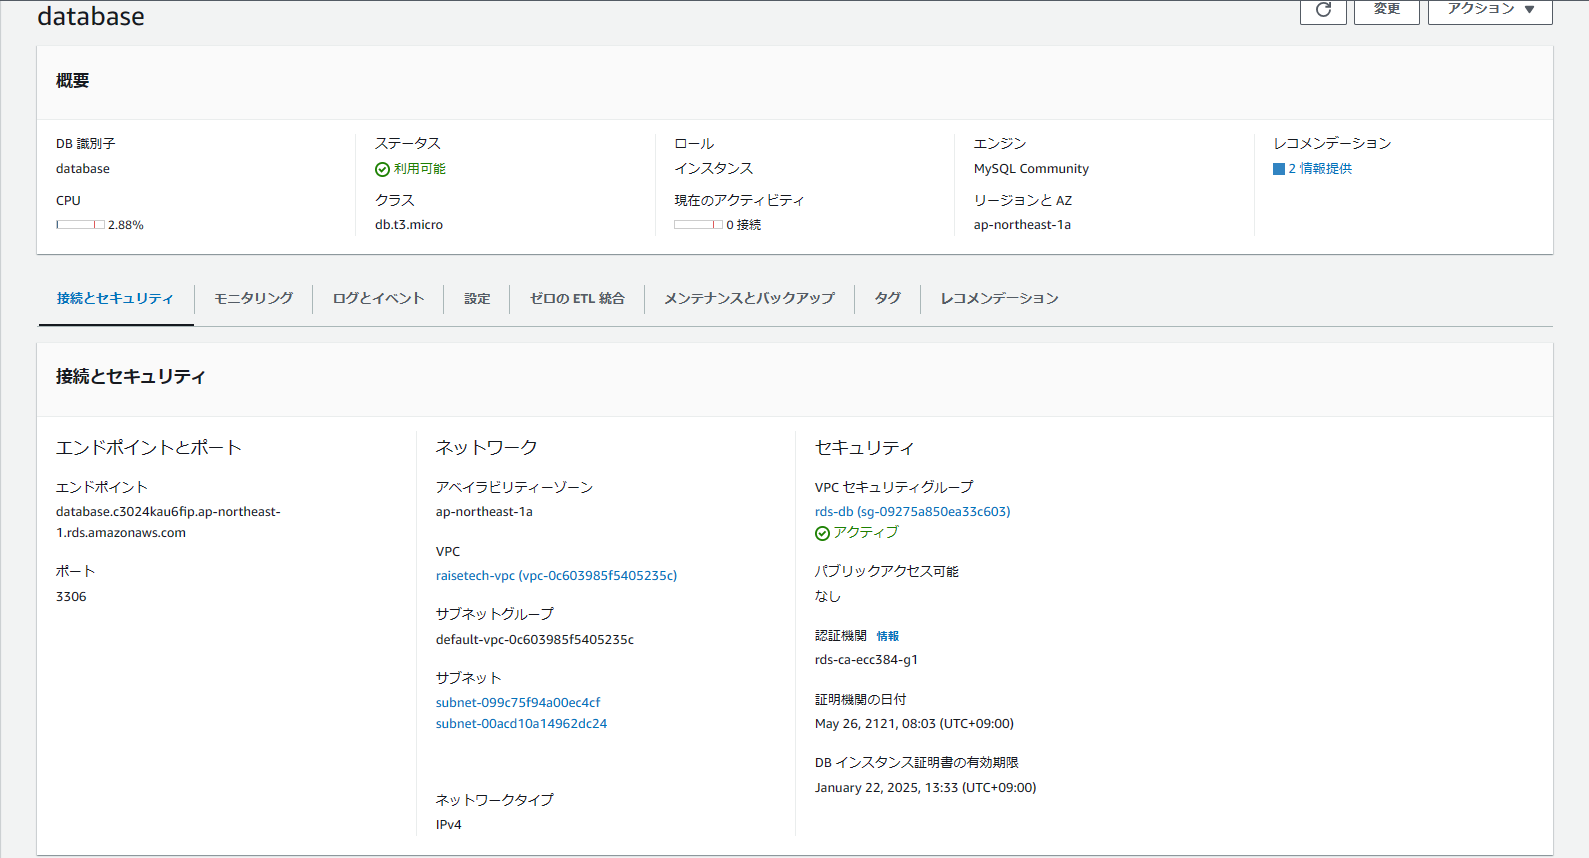 database
変更
アクション
概要
DB 識別子
database
CPU
2.88%
ステータス
利用可能
クラス
db.t3.micro
ロール
インスタンス
現在のアクティビティ
0 接続
エンジン
MySQL Community
リージョンと AZ
ap-northeast-1a
レコメンデーション
2 情報提供
接続とセキュリティ
モニタリング
ログとイベント
設定
ゼロの ETL 統合
メンテナンスとバックアップ
タグ
レコメンデーション
接続とセキュリティ
エンドポイントとポート
エンドポイント
database.c3024kau6fip.ap-northeast-
1.rds.amazonaws.com
ポート
3306
ネットワーク
アベイラビリティーゾーン
ap-northeast-1a
VPC
raisetech-vpc (vpc-0c603985f5405235c)
サブネットグループ
default-vpc-0c603985f5405235c
サブネット
subnet-099c75f94a00ec4cf
subnet-00acd10a14962dc24
ネットワークタイプ
IPv4
セキュリティ
VPC セキュリティグループ
rds-db (sg-09275a850ea33c603)
アクティブ
パブリックアクセス可能
なし
認証機関 情報
rds-ca-ecc384-g1
証明機関の日付
May 26, 2121, 08:03 (UTC+09:00)
DB インスタンス証明書の有効期限
January 22, 2025, 13:33 (UTC+09:00)